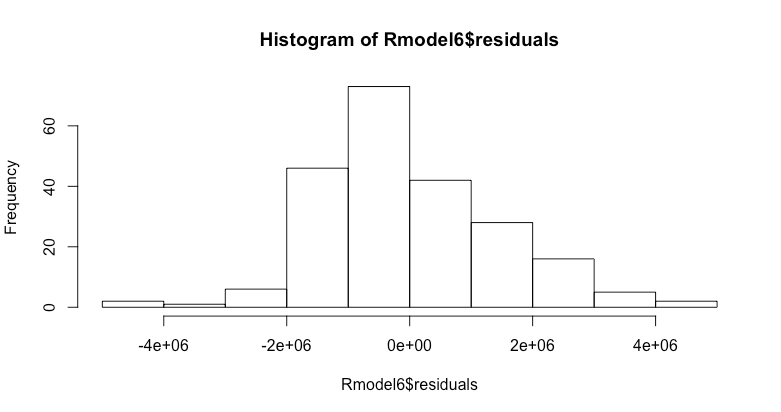 Histogram of Rmodel6$residuals
Frequency
60
40
20
0
-4e+06 -2e+06 0e+00 2e+06 4e+06
Rmodel6$residuals